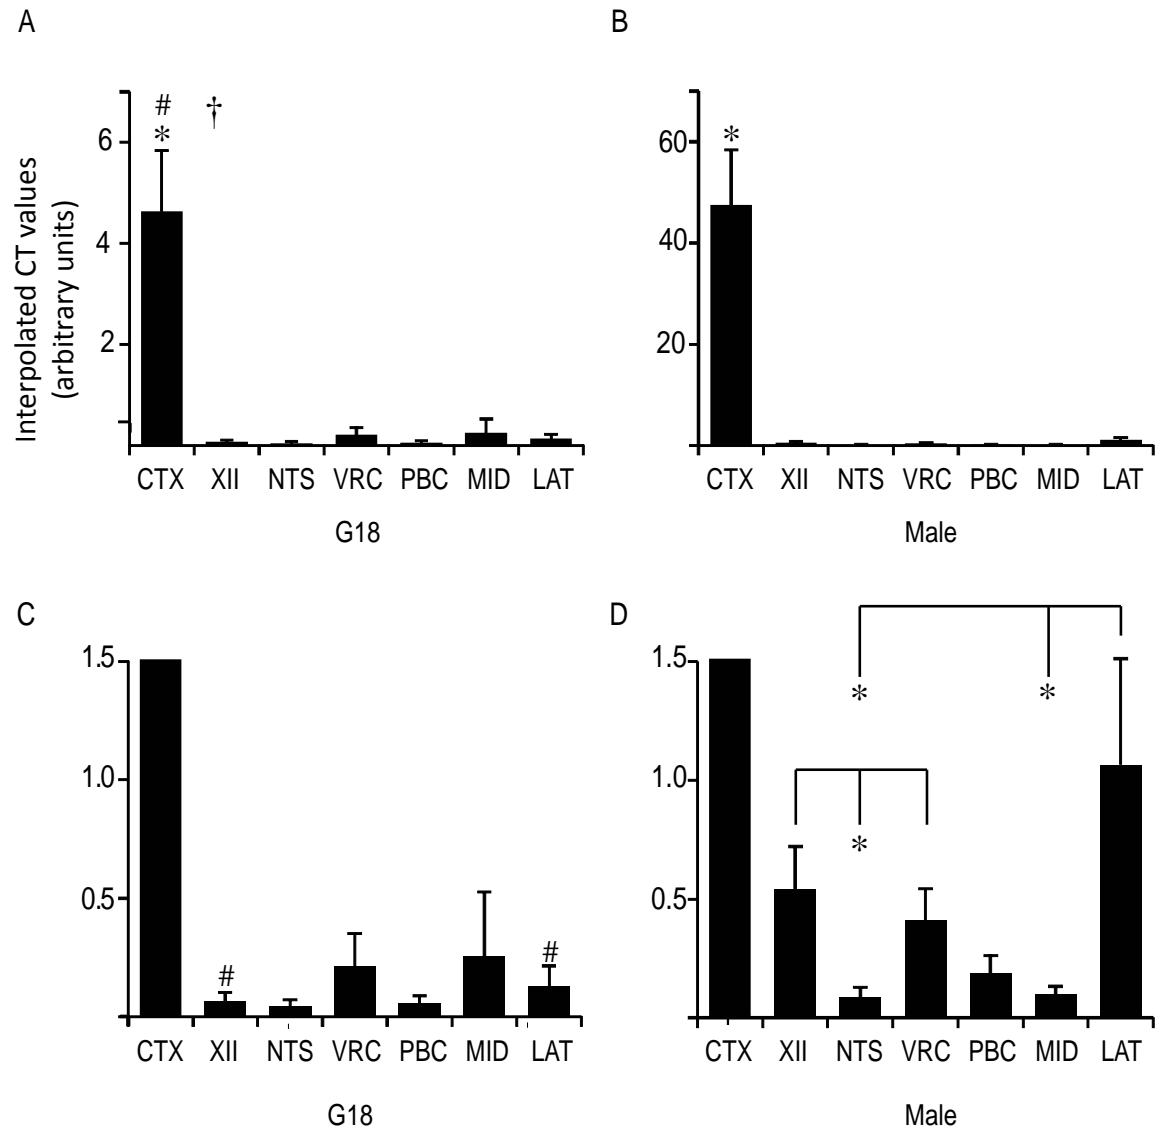 A
B
Interpolated CT values
(arbitrary units)
6
4
2
#
*
†
CTX XII NTS VRC PBC MID LAT
G18
60
40
20
*
CTX XII NTS VRC PBC MID LAT
Male
C
D
1.5
1.0
0.5
#
#
CTX XII NTS VRC PBC MID LAT
G18
1.5
1.0
0.5
* *
*
CTX XII NTS VRC PBC MID LAT
Male